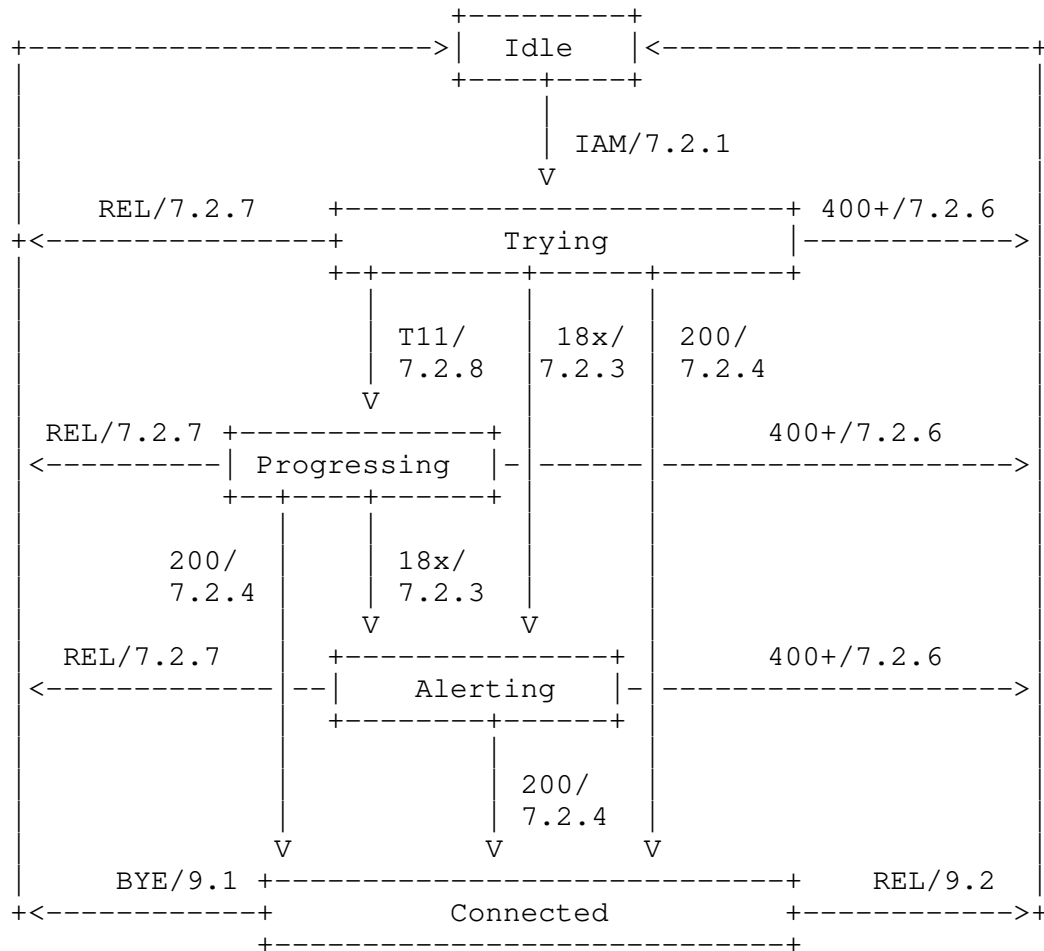 Idle
IAM/7.2.1
REL/7.2.7 400+/7.2.6
Trying
T11/ 18x/ 200/
7.2.8 7.2.3 7.2.4
REL/7.2.7 400+/7.2.6
Progressing
200/ 18x/
7.2.4 7.2.3
V V
REL/7.2.7 400+/7.2.6
Alerting
200/
7.2.4
BYE/9.1 REL/9.2
Connected